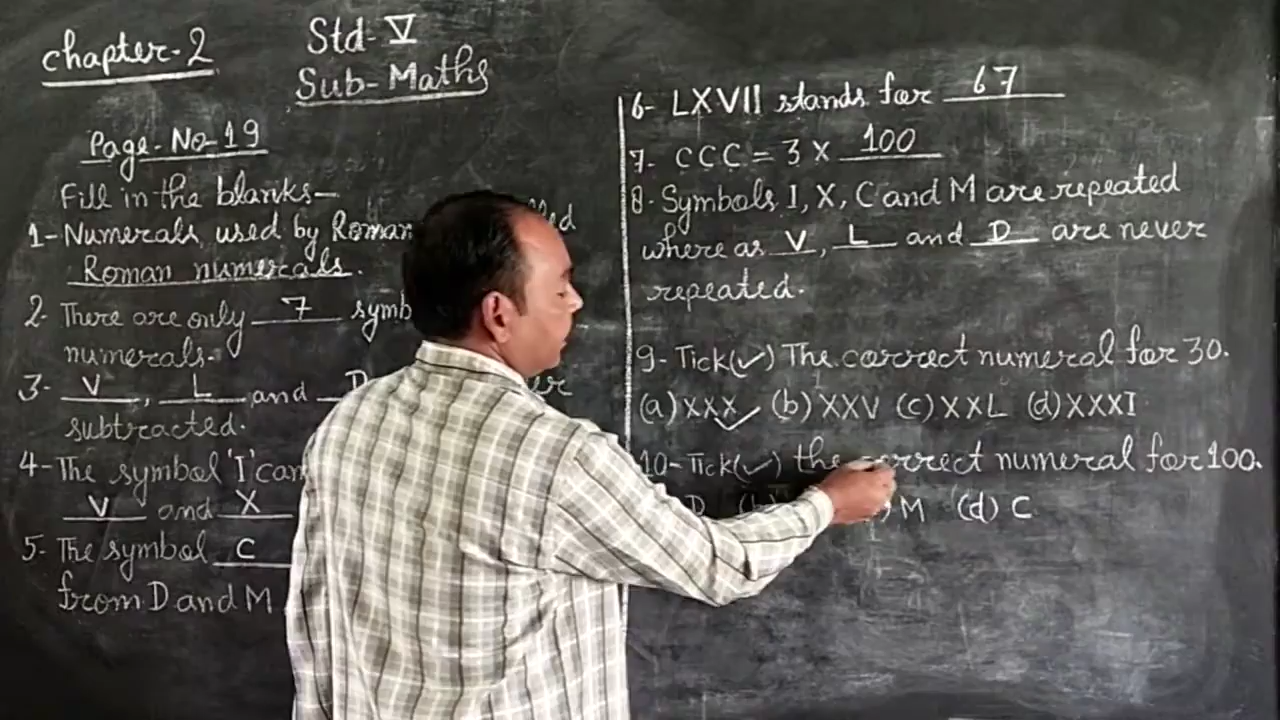 chapter-2
Std-V
Sub-Maths
Page-No-19
Fill in the blanks-
1-Numerals used by Roman
Roman numerals.
2- There are only 7 symb
numerals.
3- V, L and D
subtracted.
4-The symbol 'I' can
V and X
5- The symbol C
from D and M
6- LXVII stands for 67
7- CCC = 3 X 100
8-Symbols I, X, C and M are repeated
where as V, L and D are never
repeated.
9- Tick(✓) The correct numeral for 30.
(a) XXX ✓ (b) XXV (c) XXL (d) XXXI
10-Tick(✓) the correct numeral for 100.
D M (d) C